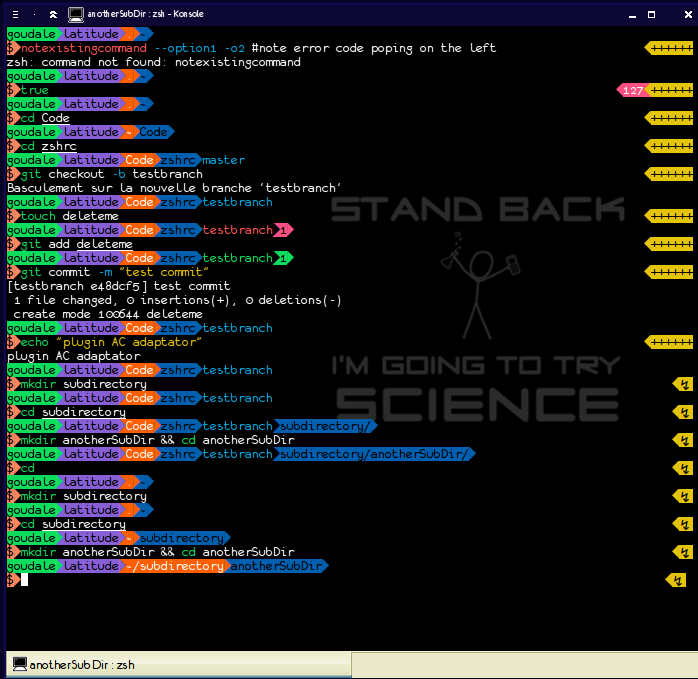 anotherSubDir : zsh - Konsole
goudale latitude . ~
$ notexistingcommand --option1 -o2 #note error code poping on the left
zsh: command not found: notexistingcommand
goudale latitude . ~
$ true 127
goudale latitude . ~
$ cd Code
goudale latitude ~ Code
$ cd zshrc
goudale latitude Code zshrc master
$ git checkout -b testbranch
Basculement sur la nouvelle branche 'testbranch'
goudale latitude Code zshrc testbranch
$ touch deleteme
goudale latitude Code zshrc testbranch 1
$ git add deleteme
goudale latitude Code zshrc testbranch 1
$ git commit -m "test commit"
[testbranch e48dcf5] test commit
1 file changed, 0 insertions(+), 0 deletions(-)
create mode 100644 deleteme
goudale latitude Code zshrc testbranch
$ echo "plugin AC adaptator"
plugin AC adaptator
goudale latitude Code zshrc testbranch
$ mkdir subdirectory
goudale latitude Code zshrc testbranch
$ cd subdirectory
goudale latitude Code zshrc testbranch subdirectory/
$ mkdir anotherSubDir && cd anotherSubDir
goudale latitude Code zshrc testbranch subdirectory/anotherSubDir/
$ cd
goudale latitude . ~
$ mkdir subdirectory
goudale latitude . ~
$ cd subdirectory
goudale latitude ~ subdirectory
$ mkdir anotherSubDir && cd anotherSubDir
goudale latitude ~/subdirectory anotherSubDir
$
STAND BACK
I'M GOING TO TRY
SCIENCE
anotherSubDir : zsh